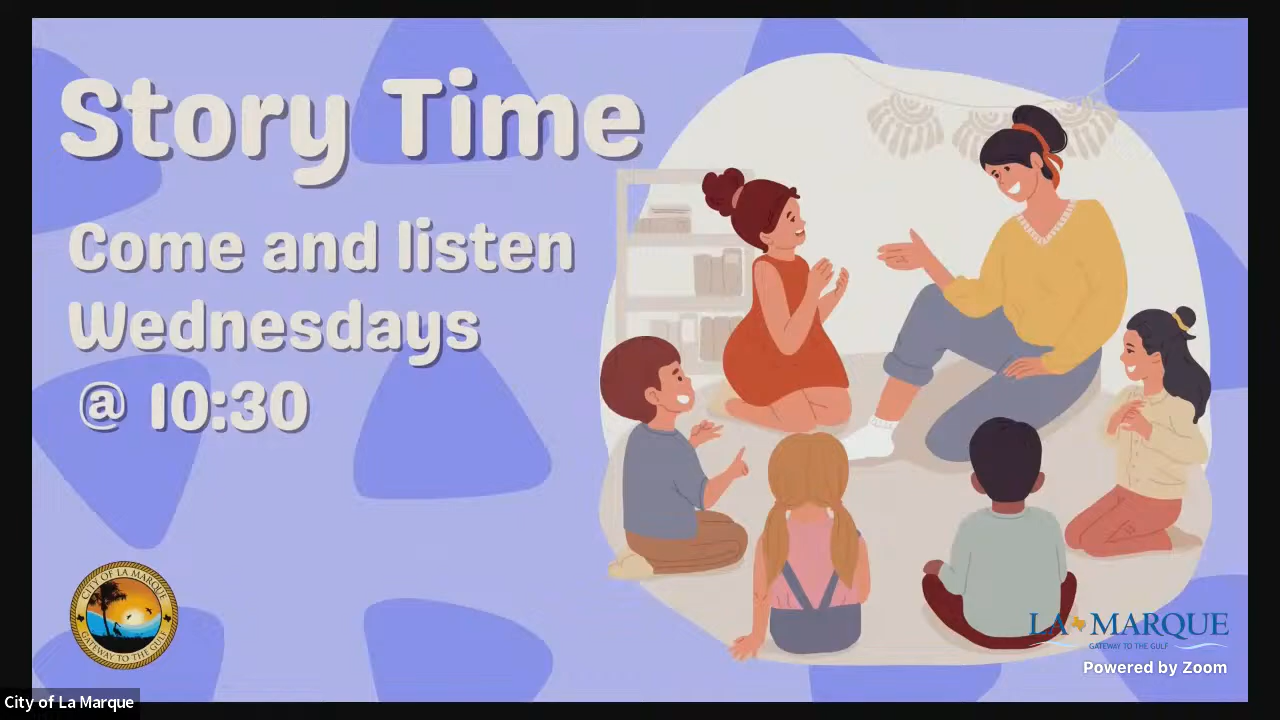 Story Time
Come and listen
Wednesdays
@ 10:30
CITY OF LA MARQUE
GATEWAY TO THE GULF
LA MARQUE
GATEWAY TO THE GULF
Powered by Zoom
City of La Marque